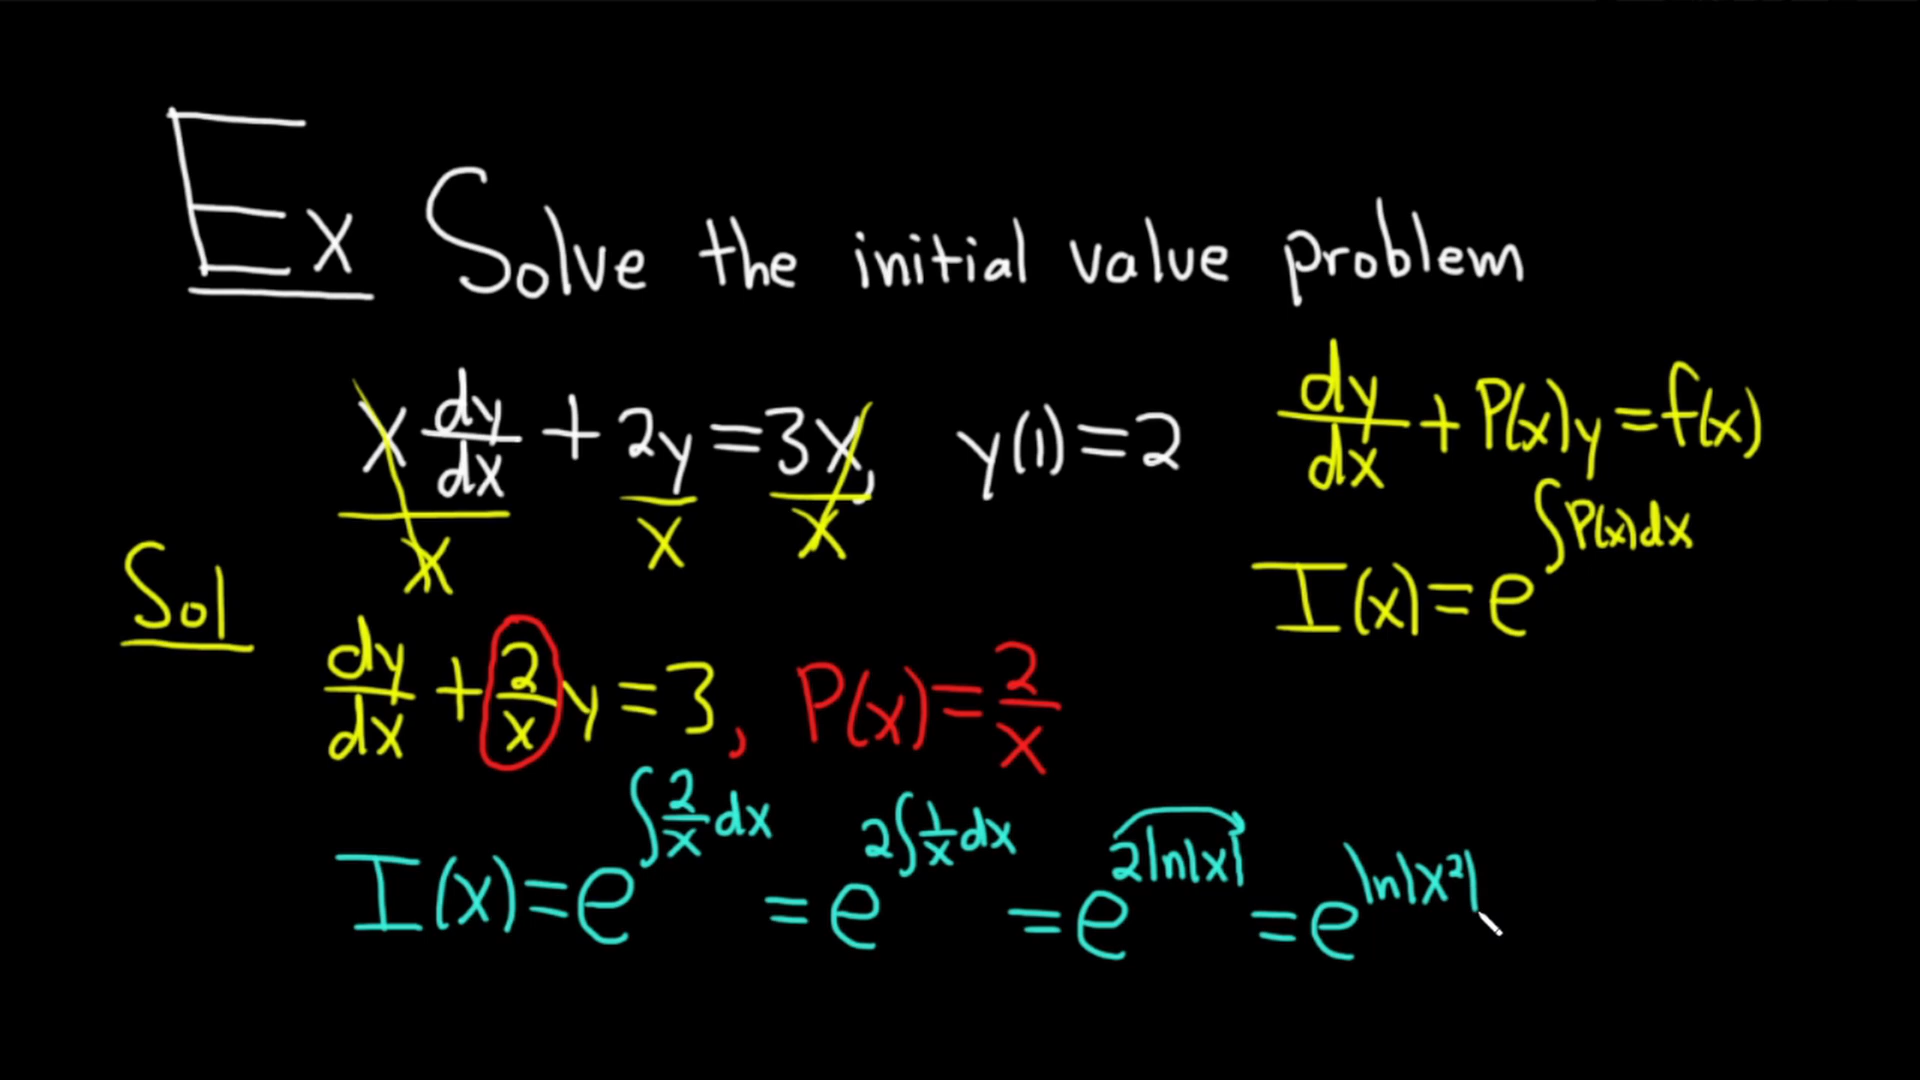 Ex Solve the initial value problem
x dy/dx + 2y = 3x, y(1) = 2
x x x
dy/dx + P(x)y = f(x)
I(x) = e^∫P(x)dx
Sol
dy/dx + 2/x y = 3, P(x) = 2/x
I(x) = e^∫2/x dx = e^2∫1/x dx = e^2ln|x| = e^ln|x²|